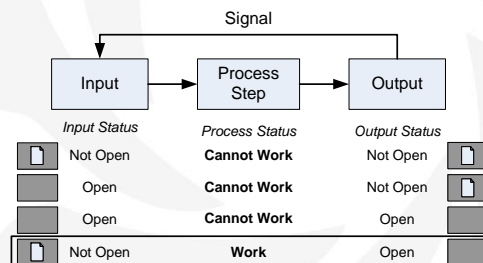 Signal
Input
Process
Step
Output
Input Status
Process Status
Output Status
Not Open Cannot Work Not Open
Open Cannot Work Not Open
Open Cannot Work Open
Not Open Work Open